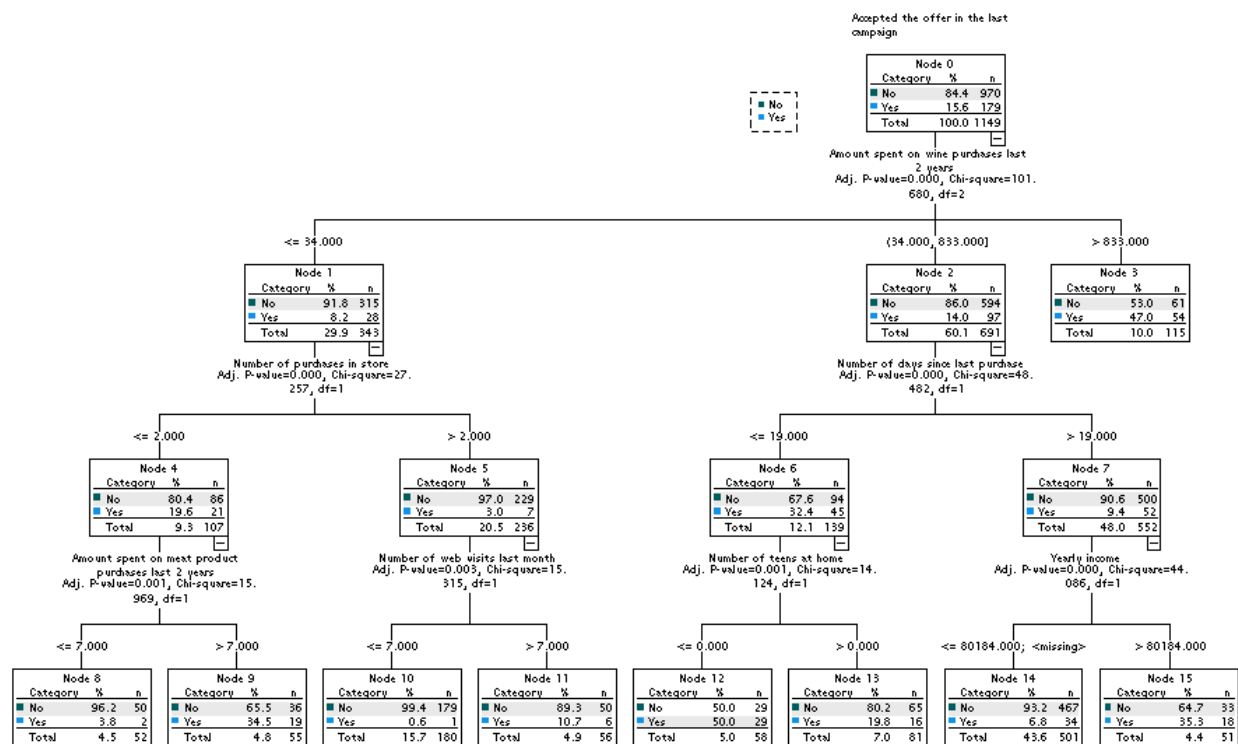 Accepted the offer in the last
campaign
Node 0
Category % n
No 84.4 970
Yes 15.6 179
Total 100.0 1149
No
Yes
Amount spent on wine purchases last
2 years
Adj. P-value=0.000, Chi-square=101.
680, df=2
<= 34.000
(34.000, 833.000]
> 833.000
Node 1
Category % n
No 91.8 315
Yes 8.2 28
Total 29.9 343
Node 2
Category % n
No 86.0 594
Yes 14.0 97
Total 60.1 691
Node 3
Category % n
No 53.0 61
Yes 47.0 54
Total 10.0 115
Number of purchases in store
Adj. P-value=0.000, Chi-square=27.
257, df=1
Number of days since last purchase
Adj. P-value=0.000, Chi-square=48.
482, df=1
<= 2.000
> 2.000
<= 19.000
> 19.000
Node 4
Category % n
No 80.4 86
Yes 19.6 21
Total 9.3 107
Node 5
Category % n
No 97.0 229
Yes 3.0 7
Total 20.5 236
Node 6
Category % n
No 67.6 94
Yes 32.4 45
Total 12.1 139
Node 7
Category % n
No 90.6 500
Yes 9.4 52
Total 48.0 552
Amount spent on meat product
purchases last 2 years
Adj. P-value=0.001, Chi-square=15.
969, df=1
Number of web visits last month
Adj. P-value=0.003, Chi-square=15.
315, df=1
Number of teens at home
Adj. P-value=0.001, Chi-square=14.
124, df=1
Yearly income
Adj. P-value=0.000, Chi-square=44.
086, df=1
<= 7.000
> 7.000
<= 7.000
> 7.000
<= 0.000
> 0.000
<= 80184.000; <missing>
> 80184.000
Node 8
Category % n
No 96.2 50
Yes 3.8 2
Total 4.5 52
Node 9
Category % n
No 65.5 36
Yes 34.5 19
Total 4.8 55
Node 10
Category % n
No 99.4 179
Yes 0.6 1
Total 15.7 180
Node 11
Category % n
No 89.3 50
Yes 10.7 6
Total 4.9 56
Node 12
Category % n
No 50.0 29
Yes 50.0 29
Total 5.0 58
Node 13
Category % n
No 80.2 65
Yes 19.8 16
Total 7.0 81
Node 14
Category % n
No 93.2 467
Yes 6.8 34
Total 43.6 501
Node 15
Category % n
No 64.7 33
Yes 35.3 18
Total 4.4 51